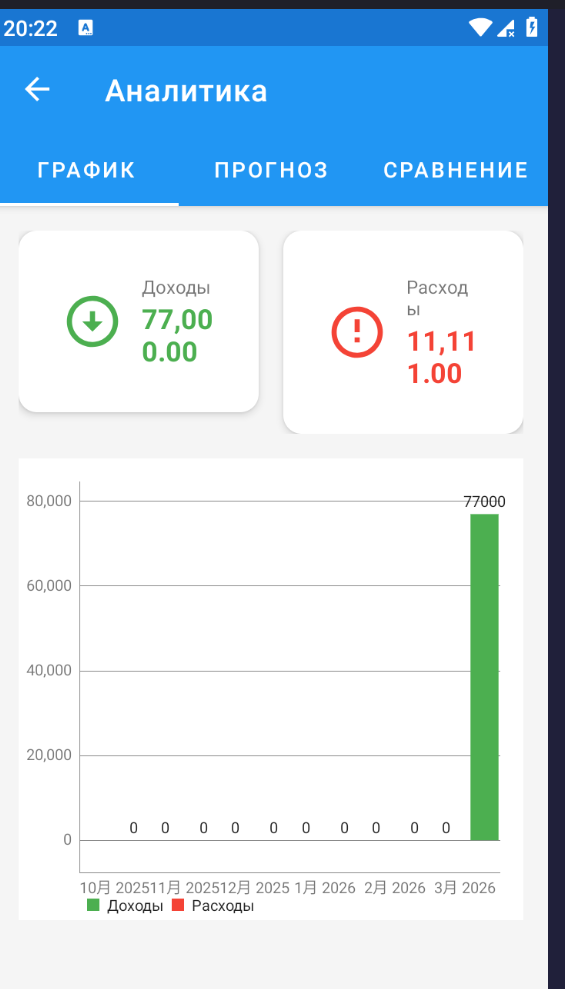 20:22
Аналитика
ГРАФИК ПРОГНОЗ СРАВНЕНИЕ
Доходы
77,00
0.00
Расход
ы
11,11
1.00
80,000
77000
60,000
40,000
20,000
0 0 0 0 0 0 0 0 0 0
0
10月 2025 11月 2025 12月 2025 1月 2026 2月 2026 3月 2026
Доходы Расходы